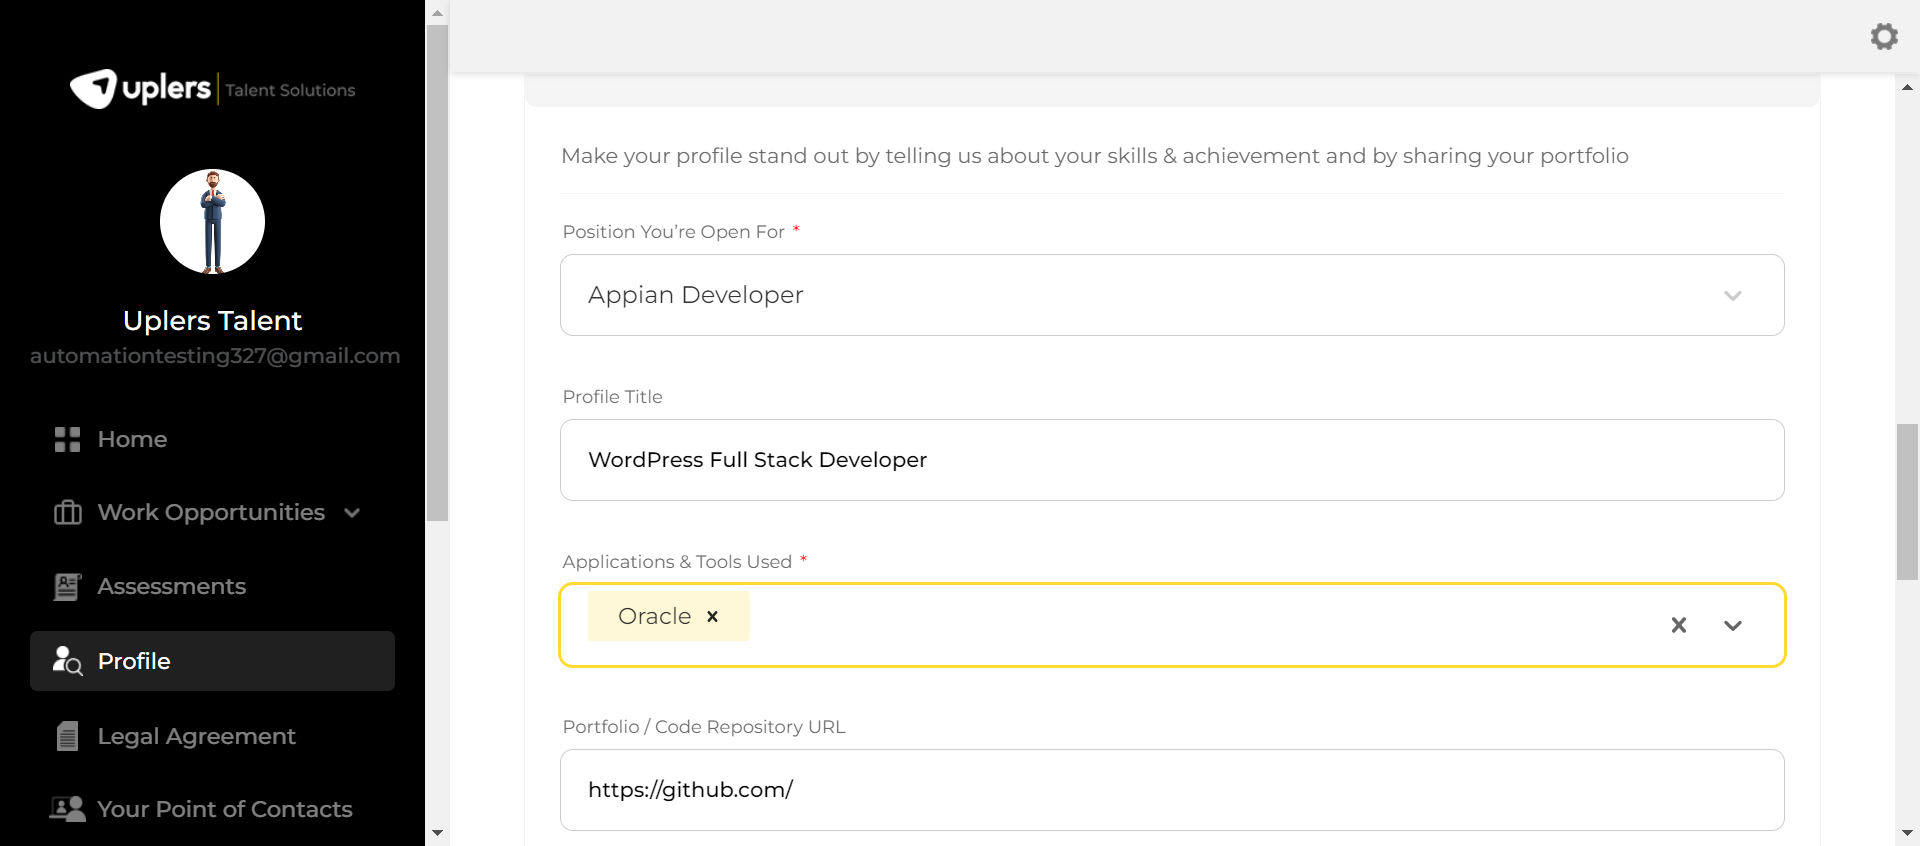 uplers | Talent Solutions
Uplers Talent
automationtesting327@gmail.com
Home
Work Opportunities
Assessments
Profile
Legal Agreement
Your Point of Contacts
Make your profile stand out by telling us about your skills & achievement and by sharing your portfolio
Position You’re Open For *
Appian Developer
Profile Title
WordPress Full Stack Developer
Applications & Tools Used *
Oracle
Portfolio / Code Repository URL
https://github.com/